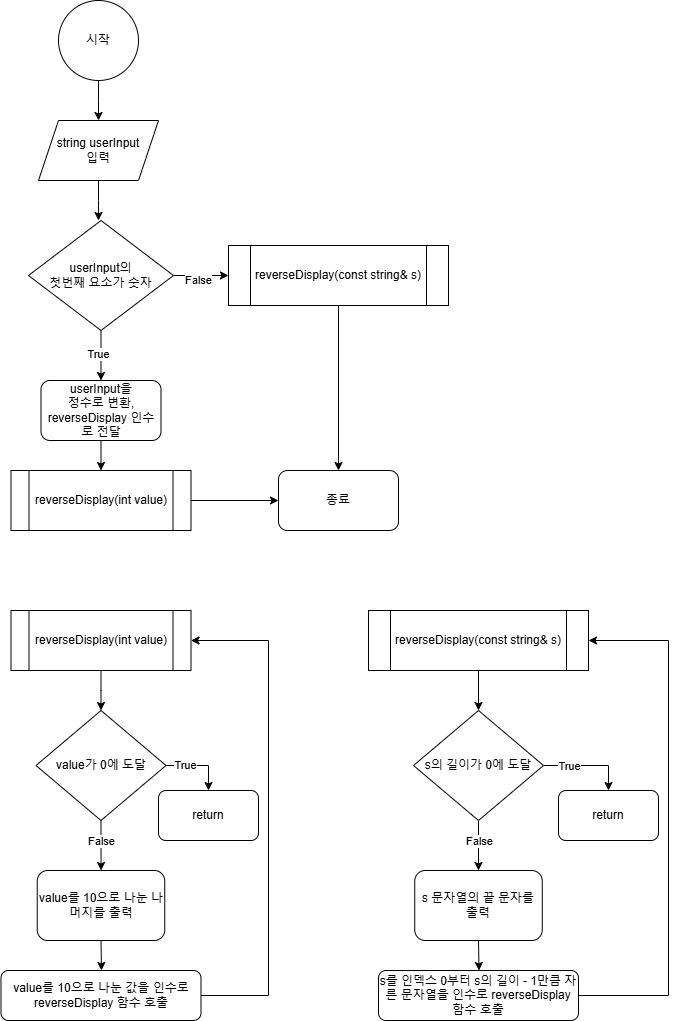 시작
string userInput
입력
userInput의
첫번째 요소가 숫자
False
reverseDisplay(const string& s)
True
userInput을
정수로 변환,
reverseDisplay 인수
로 전달
reverseDisplay(int value)
종료
reverseDisplay(int value)
value가 0에 도달
True
return
False
value를 10으로 나눈 나
머지를 출력
value를 10으로 나눈 값을 인수로
reverseDisplay 함수 호출
reverseDisplay(const string& s)
s의 길이가 0에 도달
True
return
False
s 문자열의 끝 문자를
출력
s를 인덱스 0부터 s의 길이 - 1만큼 자
른 문자열을 인수로 reverseDisplay
함수 호출